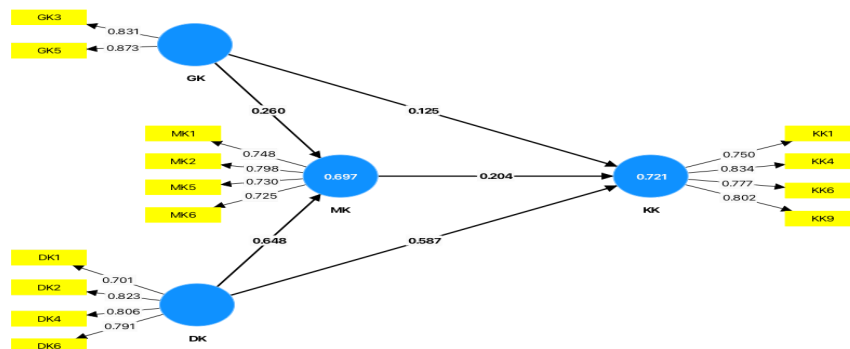 GK3
0.831
GK5
0.873
GK
0.260
0.125
MK1
0.748
MK2
0.798
MK5
0.730
MK6
0.725
0.697
MK
0.204
0.721
KK
KK1
0.750
KK4
0.834
KK6
0.777
KK9
0.802
0.648
0.587
DK1
0.701
DK2
0.823
DK4
0.806
DK6
0.791
DK